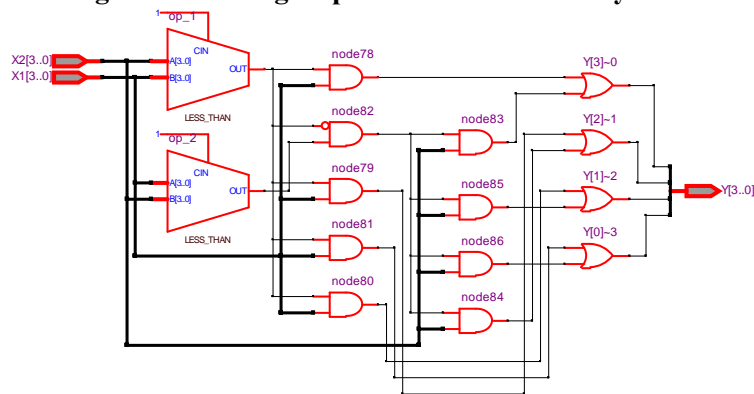 1 op_1
CIN
X2[3..0]
X1[3..0]
A[3..0]
B[3..0]
OUT
LESS_THAN
1 op_2
CIN
A[3..0]
B[3..0]
OUT
LESS_THAN
node78
node82
node79
node81
node80
node83
node85
node86
node84
Y[3]~0
Y[2]~1
Y[1]~2
Y[0]~3
Y[3..0]